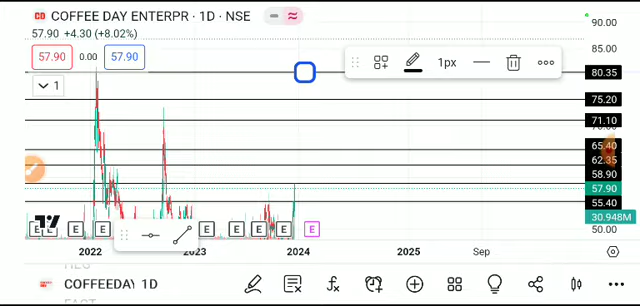 COFFEE DAY ENTERPR · 1D · NSE
57.90 +4.30 (+8.02%)
57.90 0.00 57.90
1
1px
90.00
85.00
80.35
75.20
71.10
65.40
62.35
58.90
57.90
55.40
30.948M
50.00
E E E E E E E E
2022 2023 2024 2025 Sep
COFFEEDAY 1D